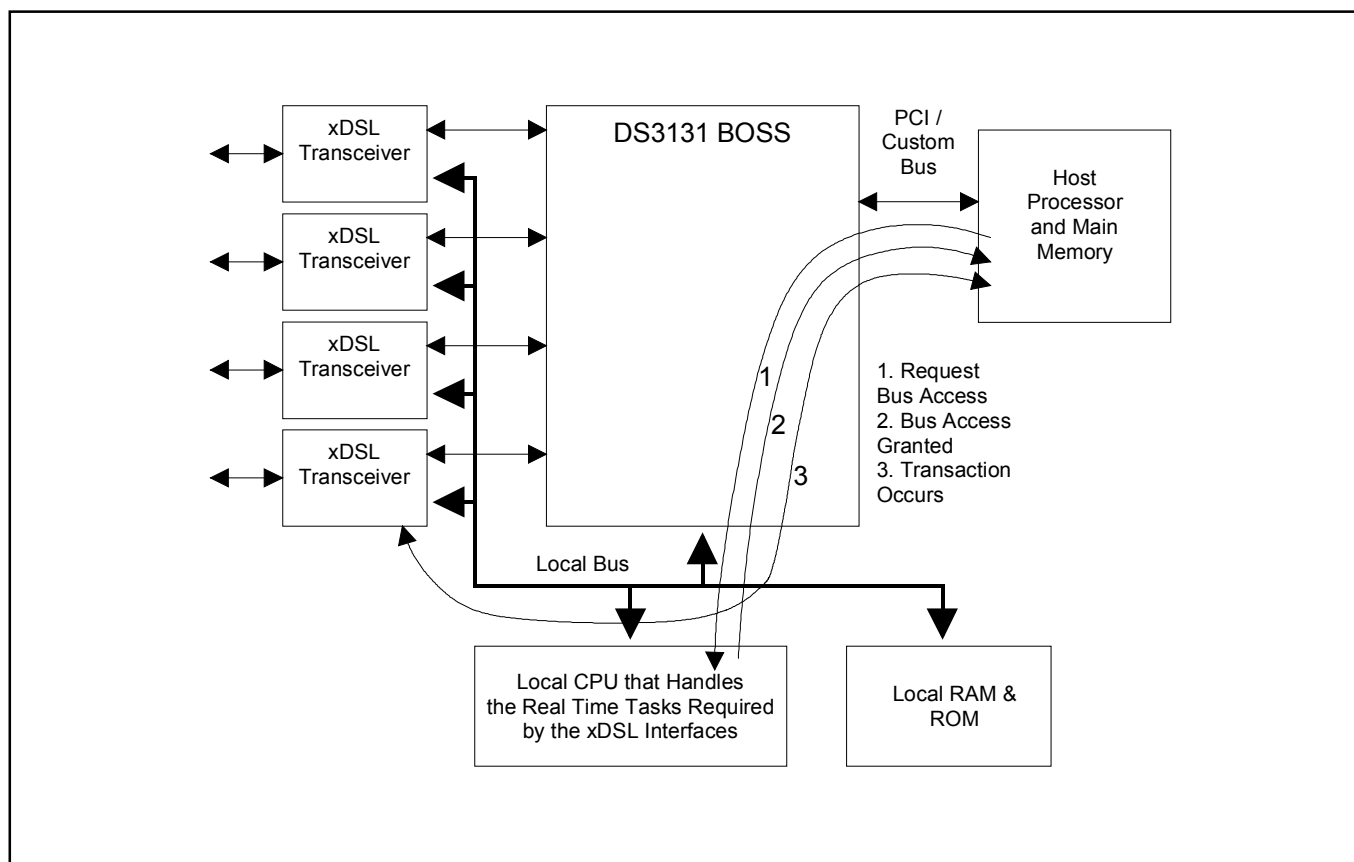 xDSL
Transceiver
DS3131 BOSS
PCI /
Custom
Bus
Host
Processor
and Main
Memory
xDSL
Transceiver
xDSL
Transceiver
xDSL
Transceiver
1
2
3
1. Request
Bus Access
2. Bus Access
Granted
3. Transaction
Occurs
Local Bus
Local CPU that Handles
the Real Time Tasks Required
by the xDSL Interfaces
Local RAM &
ROM